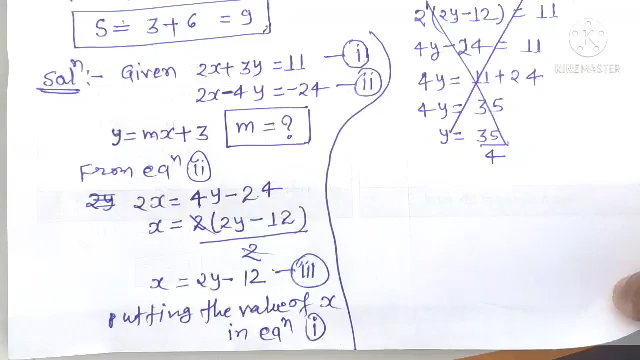 S = 3 + 6 = 9
Solⁿ:- Given 2x + 3y = 11 — (i)
2x - 4y = -24 — (ii)
y = mx + 3 m = ?
From eqⁿ (ii)
2y 2x = 4y - 24
x = 2(2y - 12)
2
x = 2y - 12 — (iii)
putting the value of x
in eqⁿ (i)
2(2y - 12) = 11
4y - 24 = 11
4y = 11 + 24
4y = 35
y = 35
4
KINEMASTER